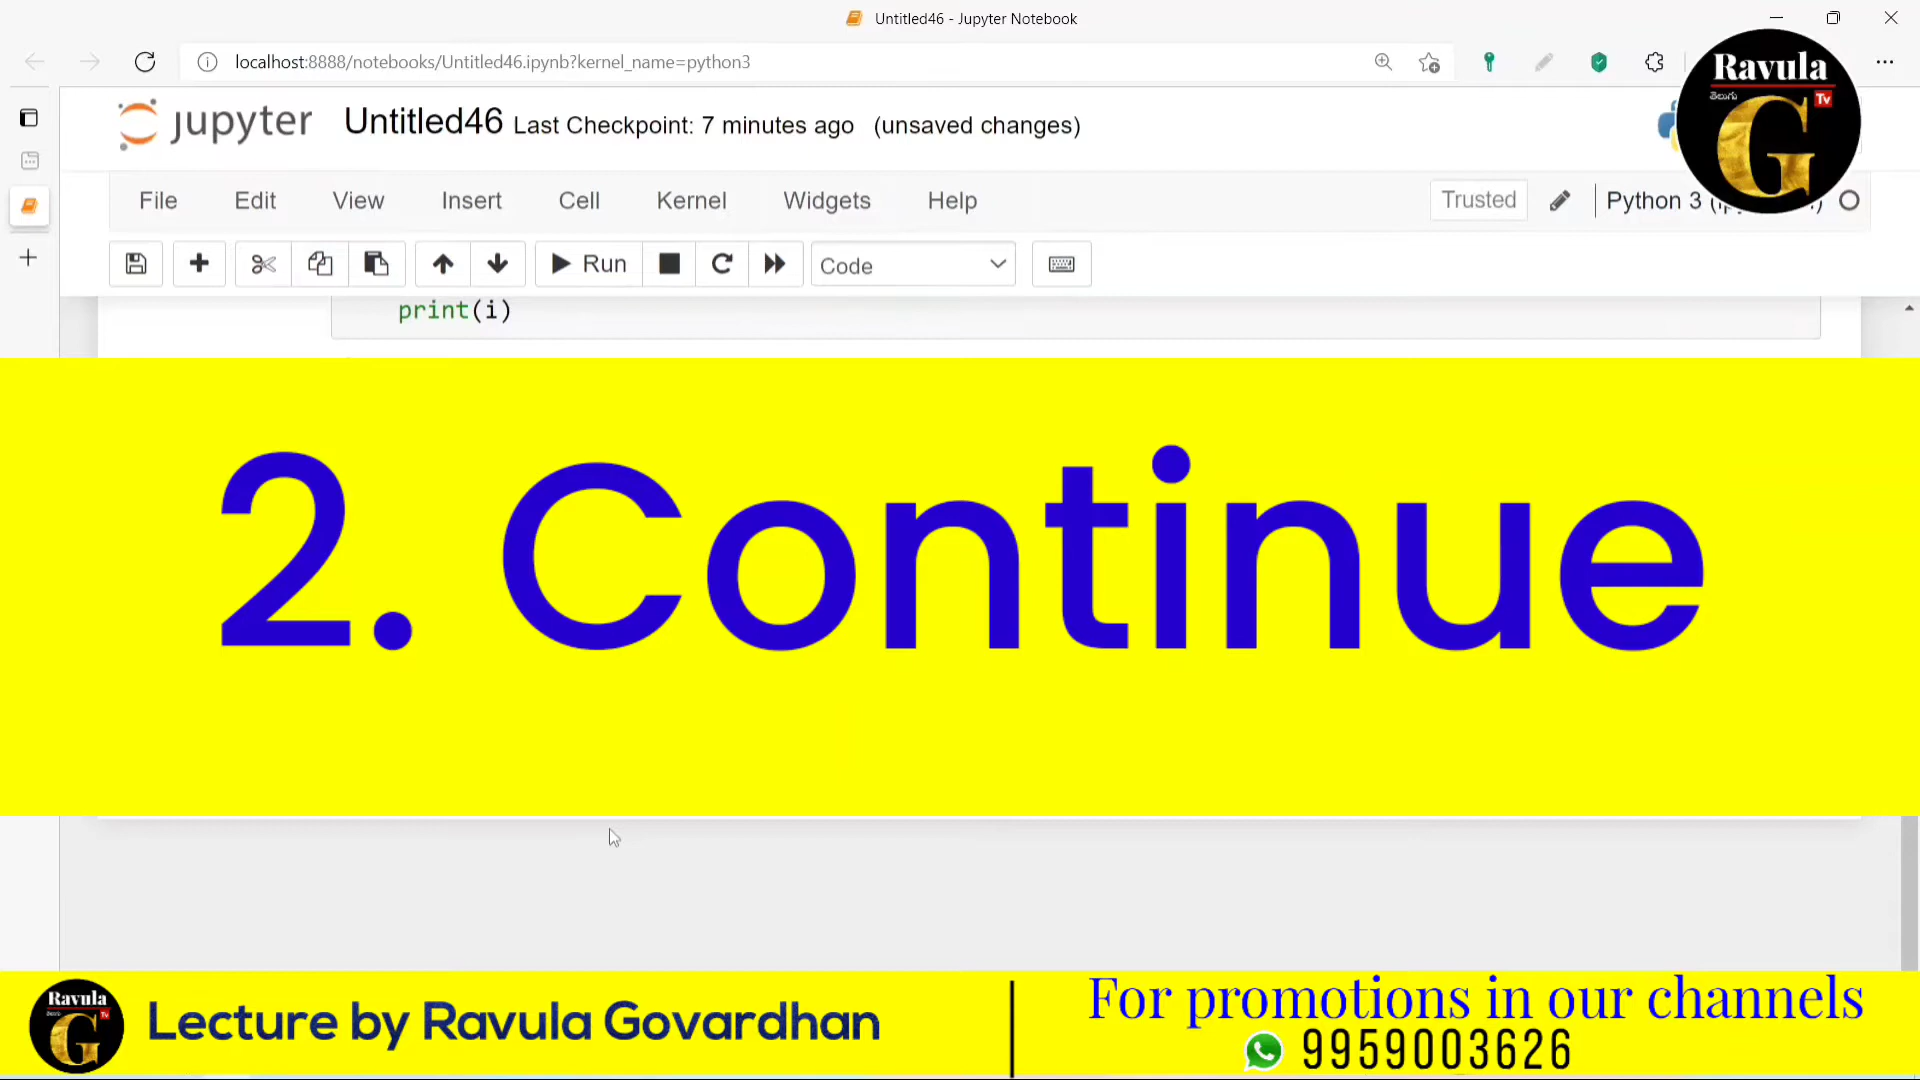 Untitled46 - Jupyter Notebook
localhost:8888/notebooks/Untitled46.ipynb?kernel_name=python3
Ravula
తెలుగు
Tv
G
jupyter Untitled46 Last Checkpoint: 7 minutes ago (unsaved changes)
File Edit View Insert Cell Kernel Widgets Help Trusted Python 3
Run Code
print(i)
2. Continue
Ravula
G
Lecture by Ravula Govardhan
For promotions in our channels
9959003626